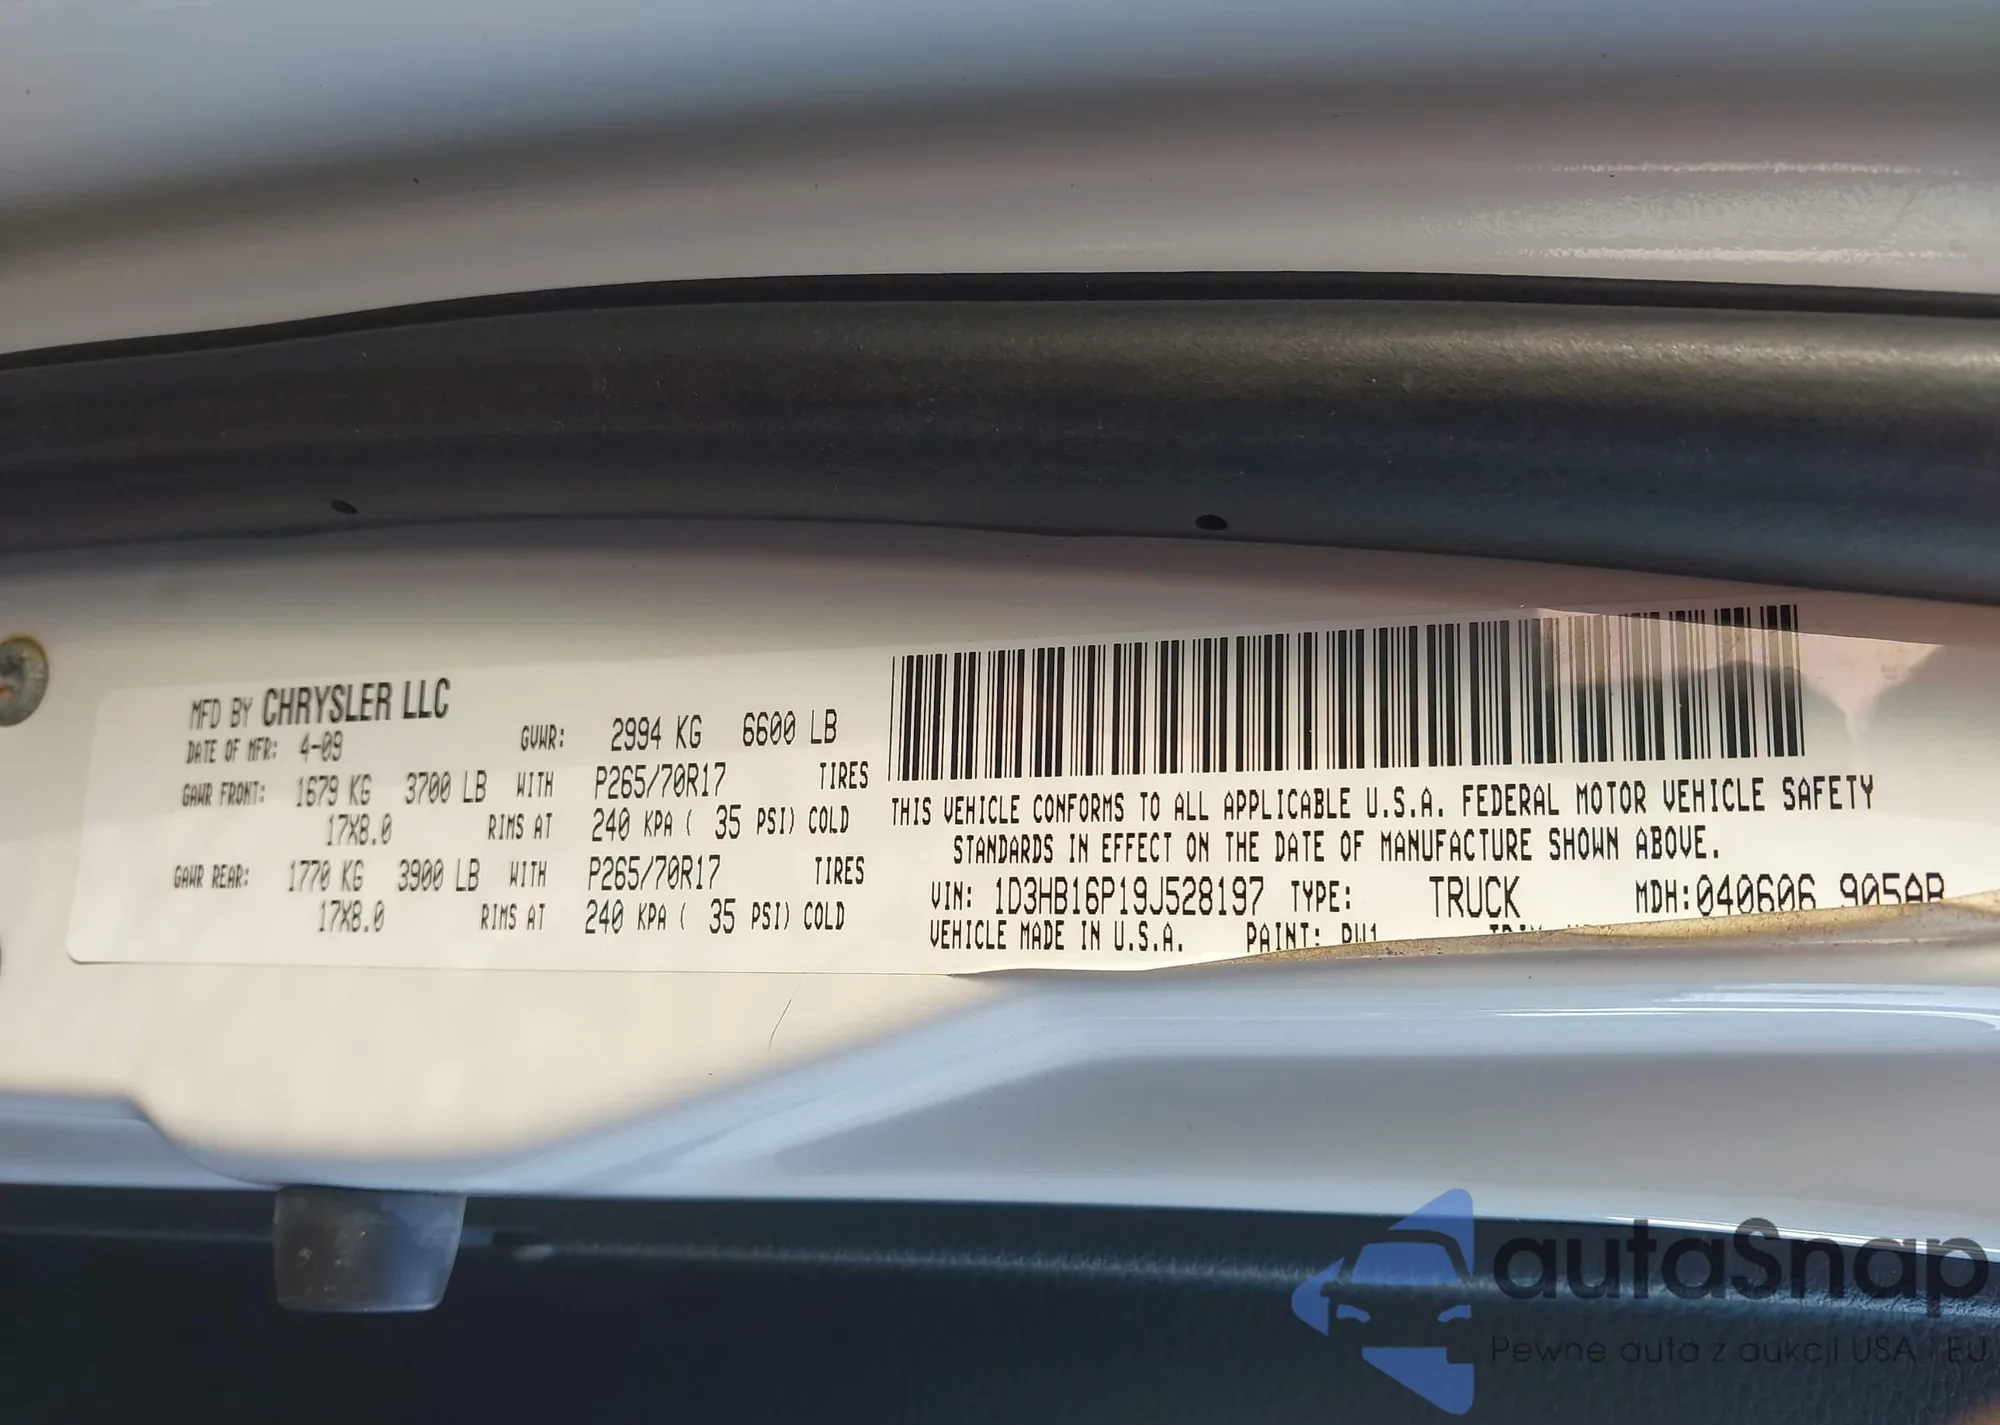 MFD BY CHRYSLER LLC
DATE OF MFR: 4-09 GVWR: 2994 KG 6600 LB
GAWR FRONT: 1679 KG 3700 LB WITH P265/70R17 TIRES
17X8.0 RIMS AT 240 KPA ( 35 PSI) COLD
GAWR REAR: 1770 KG 3900 LB WITH P265/70R17 TIRES
17X8.0 RIMS AT 240 KPA ( 35 PSI) COLD
THIS VEHICLE CONFORMS TO ALL APPLICABLE U.S.A. FEDERAL MOTOR VEHICLE SAFETY
STANDARDS IN EFFECT ON THE DATE OF MANUFACTURE SHOWN ABOVE.
VIN: 1D3HB16P19J528197 TYPE: TRUCK MDH:040606 905AB
VEHICLE MADE IN U.S.A. PAINT: PW1
autaSnap
Pewne auta z aukcji USA i EU